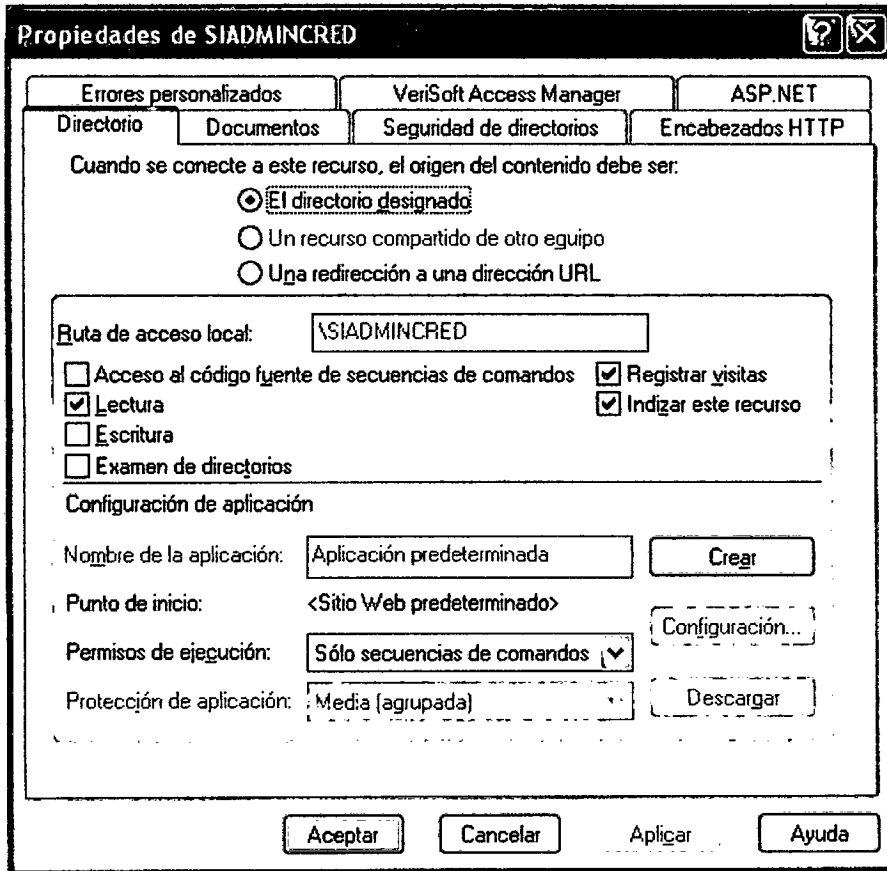 Propiedades de SIADMINCRED
Errores personalizados VeriSoft Access Manager ASP.NET
Directorio Documentos Seguridad de directorios Encabezados HTTP
Cuando se conecte a este recurso, el origen del contenido debe ser:
El directorio designado
Un recurso compartido de otro equipo
Una redirección a una dirección URL
Ruta de acceso local: \SIADMINCRED
Acceso al código fuente de secuencias de comandos Registrar visitas
Lectura Indizar este recurso
Escritura
Examen de directorios
Configuración de aplicación
Nombre de la aplicación: Aplicación predeterminada Crear
Punto de inicio: <Sitio Web predeterminado>
Configuración...
Permisos de ejecución: Sólo secuencias de comandos
Protección de aplicación: Media (agrupada) Descargar
Aceptar Cancelar Aplicar Ayuda